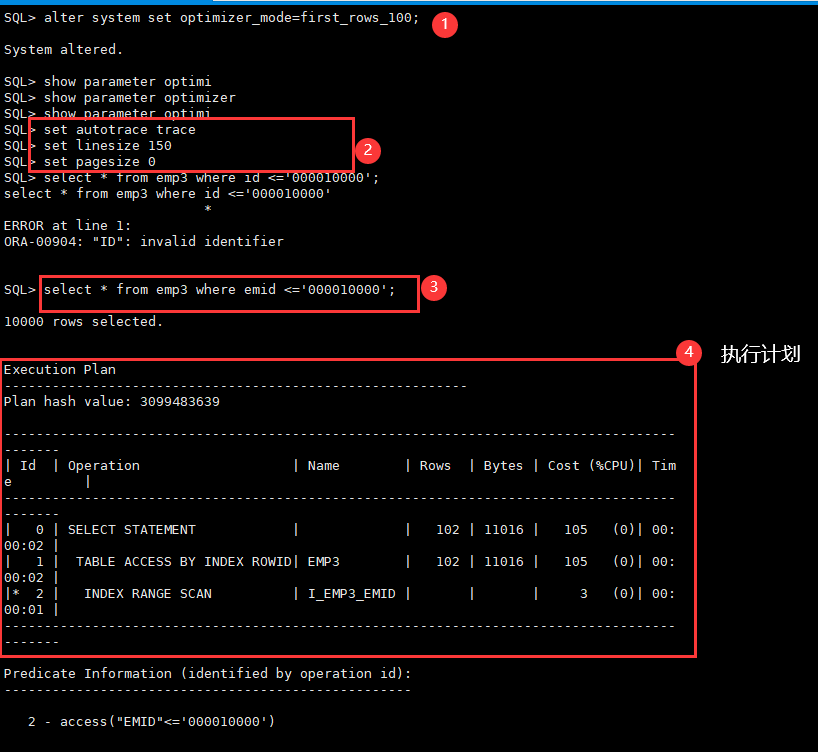 SQL> alter system set optimizer_mode=first_rows_100;
1
System altered.
SQL> show parameter optimi
SQL> show parameter optimizer
SQL> show parameter optimi
SQL> set autotrace trace
SQL> set linesize 150
2
SQL> set pagesize 0
SQL> select * from emp3 where id <='000010000';
select * from emp3 where id <='000010000'
*
ERROR at line 1:
ORA-00904: "ID": invalid identifier
SQL> select * from emp3 where emid <='000010000';
3
10000 rows selected.
4 执行计划
Execution Plan
----------------------------------------------------------
Plan hash value: 3099483639
------------------------------------------------------------------------------------
-------
| Id  | Operation                   | Name       | Rows  | Bytes | Cost (%CPU)| Tim
e         |
------------------------------------------------------------------------------------
-------
|   0 | SELECT STATEMENT            |            |   102 | 11016 |   105   (0)| 00:
00:02 |
|   1 |  TABLE ACCESS BY INDEX ROWID| EMP3       |   102 | 11016 |   105   (0)| 00:
00:02 |
|*  2 |   INDEX RANGE SCAN          | I_EMP3_EMID |       |       |     3   (0)| 00:
00:01 |
------------------------------------------------------------------------------------
-------
Predicate Information (identified by operation id):
---------------------------------------------------
2 - access("EMID"<='000010000')